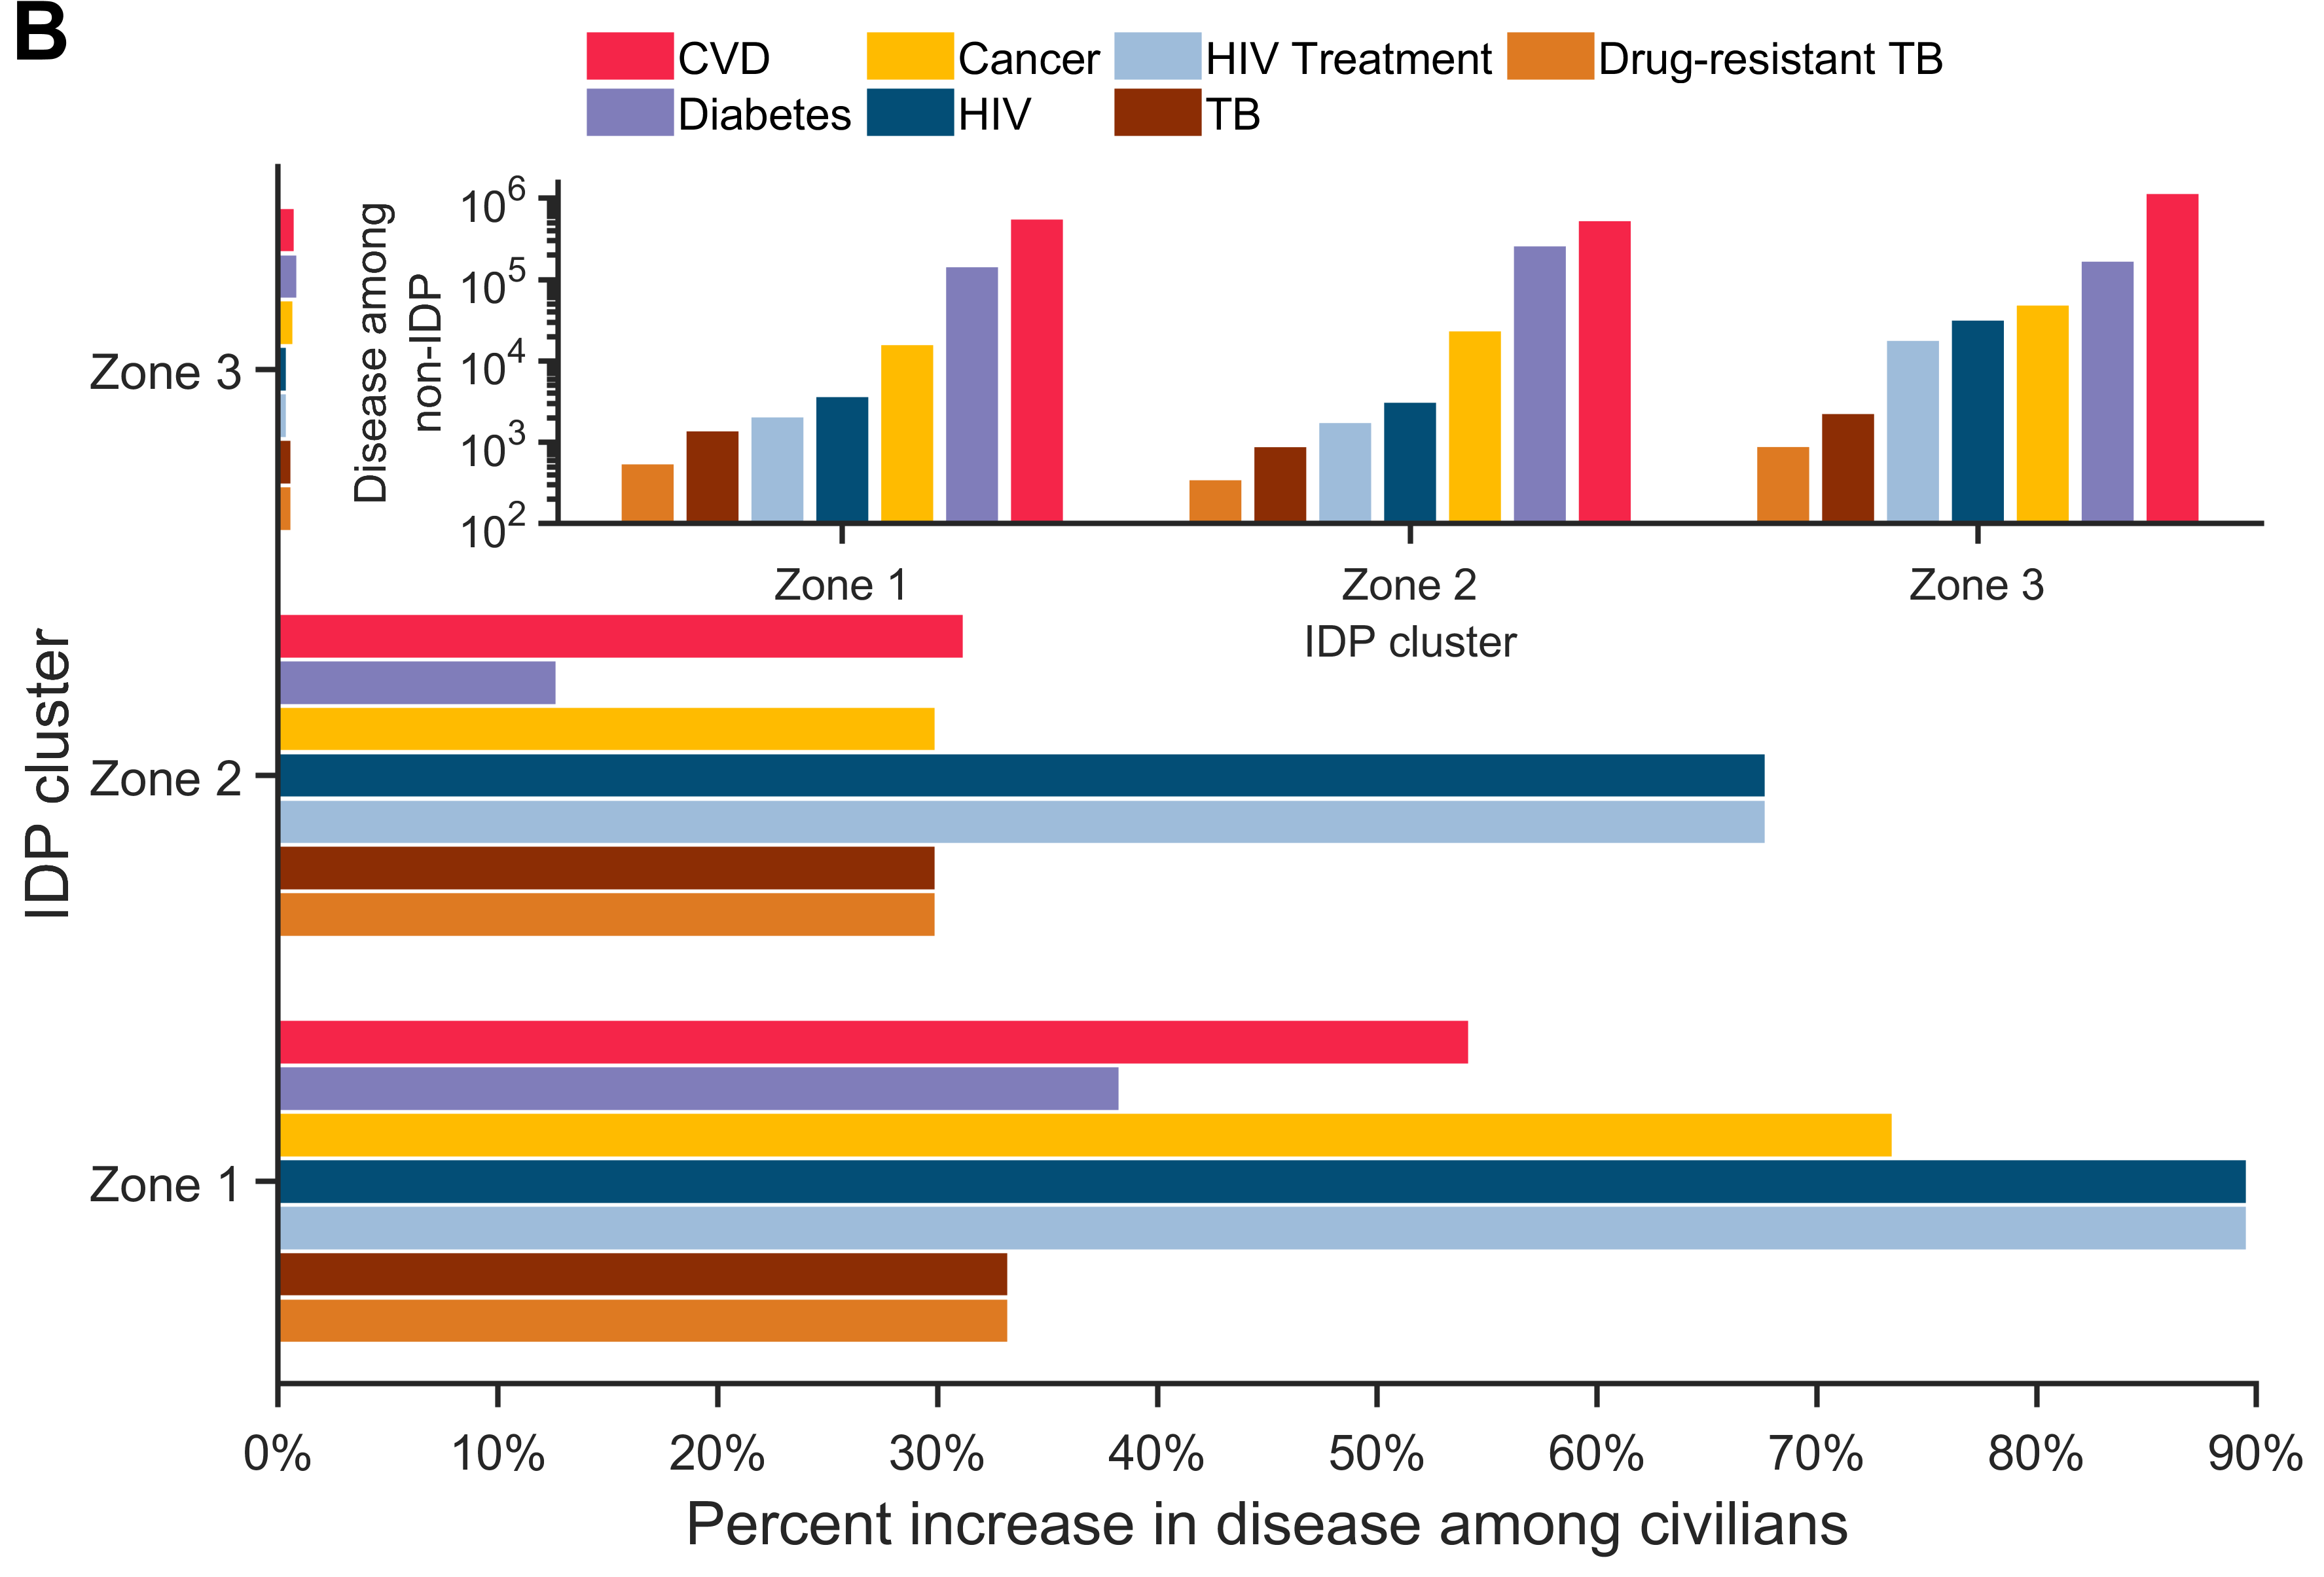 B
CVD Cancer HIV Treatment Drug-resistant TB
Diabetes HIV TB
Disease among
non-IDP
10^6
10^5
10^4
10^3
10^2
Zone 1 Zone 2 Zone 3
IDP cluster
IDP cluster
Zone 3
Zone 2
Zone 1
0% 10% 20% 30% 40% 50% 60% 70% 80% 90%
Percent increase in disease among civilians